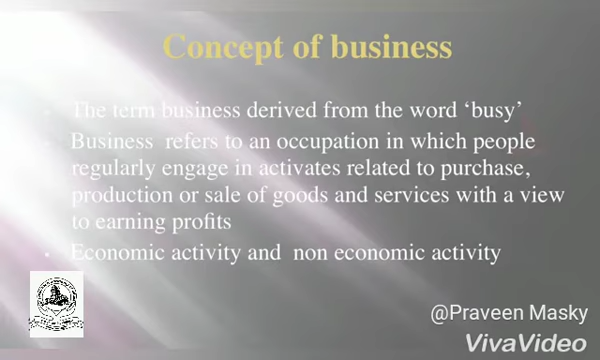 Concept of business
The term business derived from the word ‘busy’
Business refers to an occupation in which people
regularly engage in activates related to purchase,
production or sale of goods and services with a view
to earning profits
Economic activity and non economic activity
@Praveen Masky
VivaVideo